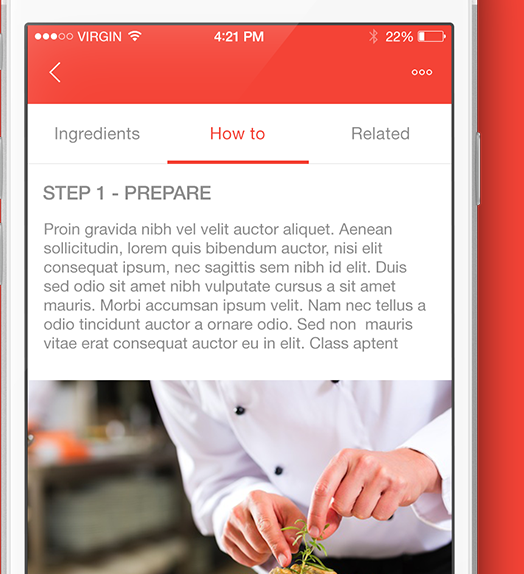 VIRGIN 4:21 PM 22%
Ingredients How to Related
STEP 1 - PREPARE
Proin gravida nibh vel velit auctor aliquet. Aenean
sollicitudin, lorem quis bibendum auctor, nisi elit
consequat ipsum, nec sagittis sem nibh id elit. Duis
sed odio sit amet nibh vulputate cursus a sit amet
mauris. Morbi accumsan ipsum velit. Nam nec tellus a
odio tincidunt auctor a ornare odio. Sed non mauris
vitae erat consequat auctor eu in elit. Class aptent